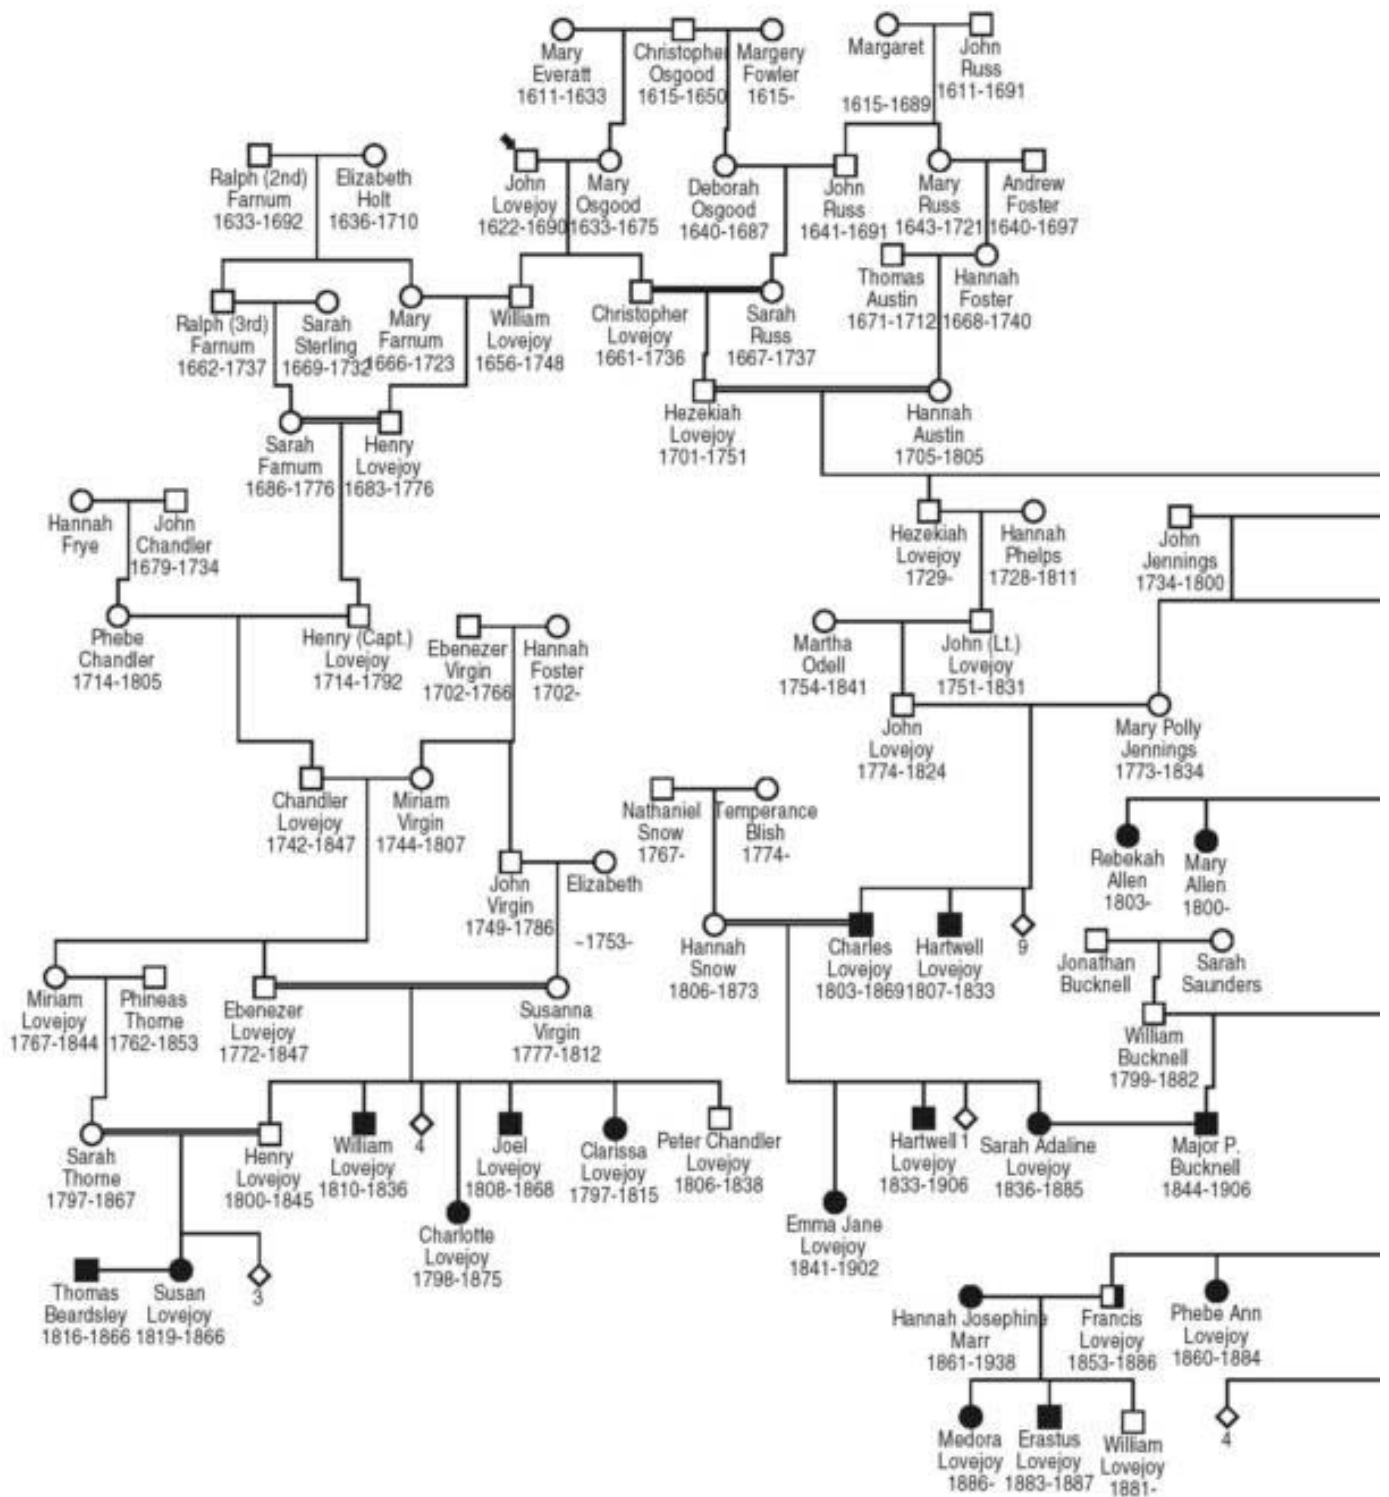 Mary
Everatt
1611-1633
Christopher
Osgood
1615-1650
Margery
Fowler
1615-
Margaret
1615-1689
John
Russ
1611-1691
Ralph (2nd)
Farnum
1633-1692
Elizabeth
Holt
1636-1710
John
Lovejoy
1622-1690
Mary
Osgood
1633-1675
Deborah
Osgood
1640-1687
John
Russ
1641-1691
Mary
Russ
1643-1721
Andrew
Foster
1640-1697
Thomas
Austin
1671-1712
Hannah
Foster
1668-1740
Ralph (3rd)
Farnum
1662-1737
Sarah
Sterling
1669-1732
Mary
Farnum
1666-1723
William
Lovejoy
1656-1748
Christopher
Lovejoy
1661-1736
Sarah
Russ
1667-1737
Sarah
Farnum
1686-1776
Henry
Lovejoy
1683-1776
Hezekiah
Lovejoy
1701-1751
Hannah
Austin
1705-1805
Hannah
Frye
John
Chandler
1679-1734
Hezekiah
Lovejoy
1729-
Hannah
Phelps
1728-1811
John
Jennings
1734-1800
Phebe
Chandler
1714-1805
Henry (Capt.)
Lovejoy
1714-1792
Ebenezer
Virgin
1702-1766
Hannah
Foster
1702-
Martha
Odell
1754-1841
John (Lt.)
Lovejoy
1751-1831
John
Lovejoy
1774-1824
Mary Polly
Jennings
1773-1834
Chandler
Lovejoy
1742-1847
Miriam
Virgin
1744-1807
Nathaniel
Snow
1767-
Temperance
Blish
1774-
Rebekah
Allen
1803-
Mary
Allen
1800-
John
Virgin
1749-1786
Elizabeth
~1753-
Hannah
Snow
1806-1873
Charles
Lovejoy
1803-1869
Hartwell
Lovejoy
1807-1833
9
Jonathan
Bucknell
Sarah
Saunders
Miriam
Lovejoy
1767-1844
Phineas
Thorne
1762-1853
Ebenezer
Lovejoy
1772-1847
Susanna
Virgin
1777-1812
William
Bucknell
1799-1882
Sarah
Thorne
1797-1867
Henry
Lovejoy
1800-1845
William
Lovejoy
1810-1836
4
Charlotte
Lovejoy
1798-1875
Joel
Lovejoy
1808-1868
Clarissa
Lovejoy
1797-1815
Peter Chandler
Lovejoy
1806-1838
Emma Jane
Lovejoy
1841-1902
Hartwell
Lovejoy
1833-1906
1
Sarah Adaline
Lovejoy
1836-1885
Major P.
Bucknell
1844-1906
Thomas
Beardsley
1816-1866
Susan
Lovejoy
1819-1866
3
Hannah Josephine
Marr
1861-1938
Francis
Lovejoy
1853-1886
Phebe Ann
Lovejoy
1860-1884
Medora
Lovejoy
1886-
Erastus
Lovejoy
1883-1887
William
Lovejoy
1881-
4